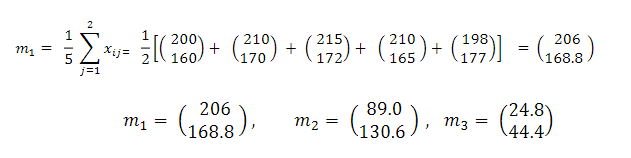 m₁ = 1/5 ∑_{j=1}^{2} x_{ij=} 1/2 [(200 160) + (210 170) + (215 172) + (210 165) + (198 177)] = (206 168.8)
m₁ = (206 168.8), m₂ = (89.0 130.6), m₃ = (24.8 44.4)